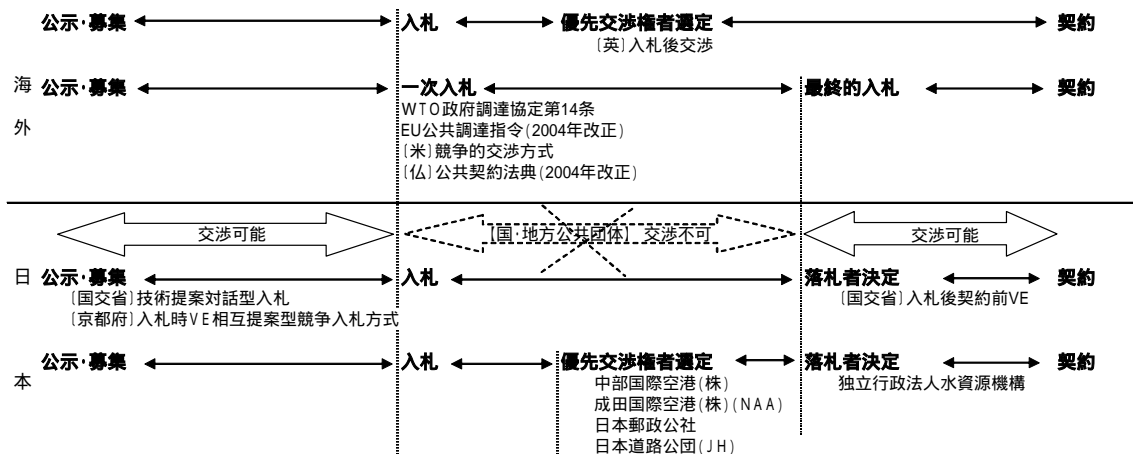 公示･募集 入札 優先交渉権者選定 契約
〔英〕入札後交渉
海外
公示･募集 一次入札 最終的入札 契約
WTO政府調達協定第14条
EU公共調達指令(2004年改正)
〔米〕競争的交渉方式
〔仏〕公共契約法典(2004年改正)
交渉可能 【国･地方公共団体】 交渉不可 交渉可能
日本
公示･募集 入札 落札者決定 契約
〔国交省〕技術提案対話型入札 〔国交省〕入札後契約前VE
〔京都府〕入札時VE相互提案型競争入札方式
公示･募集 入札 優先交渉権者選定 落札者決定 契約
中部国際空港(株) 独立行政法人水資源機構
成田国際空港(株)(NAA)
日本郵政公社
日本道路公団(JH)